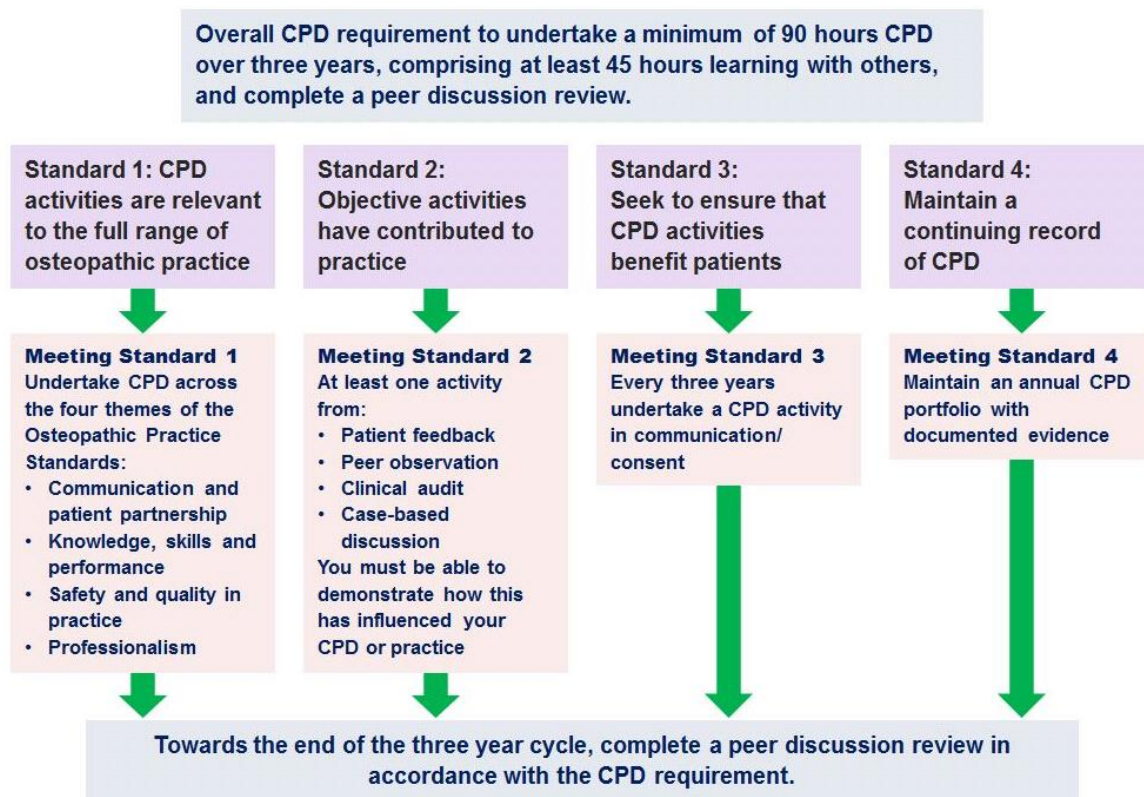 Overall CPD requirement to undertake a minimum of 90 hours CPD
over three years, comprising at least 45 hours learning with others,
and complete a peer discussion review.
Standard 1: CPD
activities are relevant
to the full range of
osteopathic practice
Standard 2:
Objective activities
have contributed to
practice
Standard 3:
Seek to ensure that
CPD activities
benefit patients
Standard 4:
Maintain a
continuing record
of CPD
Meeting Standard 1
Undertake CPD across
the four themes of the
Osteopathic Practice
Standards:
• Communication and
patient partnership
• Knowledge, skills and
performance
• Safety and quality in
practice
• Professionalism
Meeting Standard 2
At least one activity
from:
• Patient feedback
• Peer observation
• Clinical audit
• Case-based
discussion
You must be able to
demonstrate how this
has influenced your
CPD or practice
Meeting Standard 3
Every three years
undertake a CPD activity
in communication/
consent
Meeting Standard 4
Maintain an annual CPD
portfolio with
documented evidence
Towards the end of the three year cycle, complete a peer discussion review in
accordance with the CPD requirement.